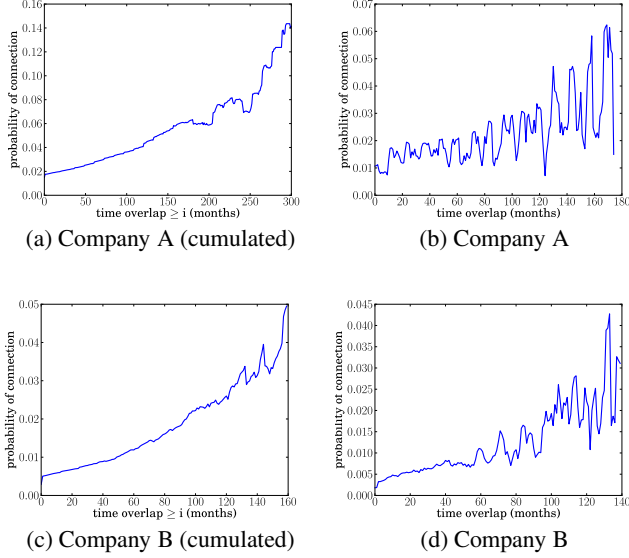 0.16
0.14
0.12
0.10
0.08
0.06
0.04
0.02
0.00
0 50 100 150 200 250 300
probability of connection
time overlap ≥ i (months)
(a) Company A (cumulated)
0.07
0.06
0.05
0.04
0.03
0.02
0.01
0.00
0 20 40 60 80 100 120 140 160 180
probability of connection
time overlap (months)
(b) Company A
0.05
0.04
0.03
0.02
0.01
0.00
0 20 40 60 80 100 120 140 160
probability of connection
time overlap ≥ i (months)
(c) Company B (cumulated)
0.045
0.040
0.035
0.030
0.025
0.020
0.015
0.010
0.005
0.000
0 20 40 60 80 100 120 140
probability of connection
time overlap (months)
(d) Company B